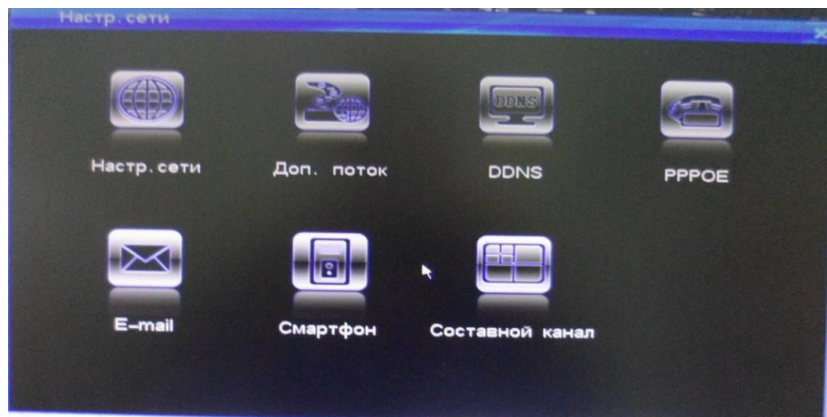 Настр.сети
DDNS
Настр.сети
Доп. поток
DDNS
PPPOE
E-mail
Смартфон
Составной канал